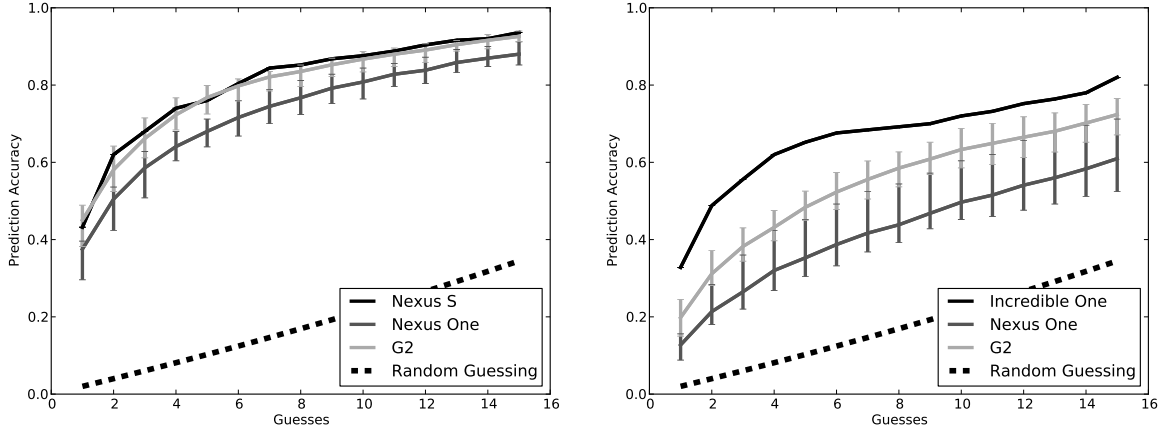 1.0
0.8
0.6
0.4
0.2
0.0
Prediction Accuracy
0 2 4 6 8 10 12 14 16
Guesses
Nexus S
Nexus One
G2
Random Guessing
1.0
0.8
0.6
0.4
0.2
0.0
Prediction Accuracy
0 2 4 6 8 10 12 14 16
Guesses
Incredible One
Nexus One
G2
Random Guessing